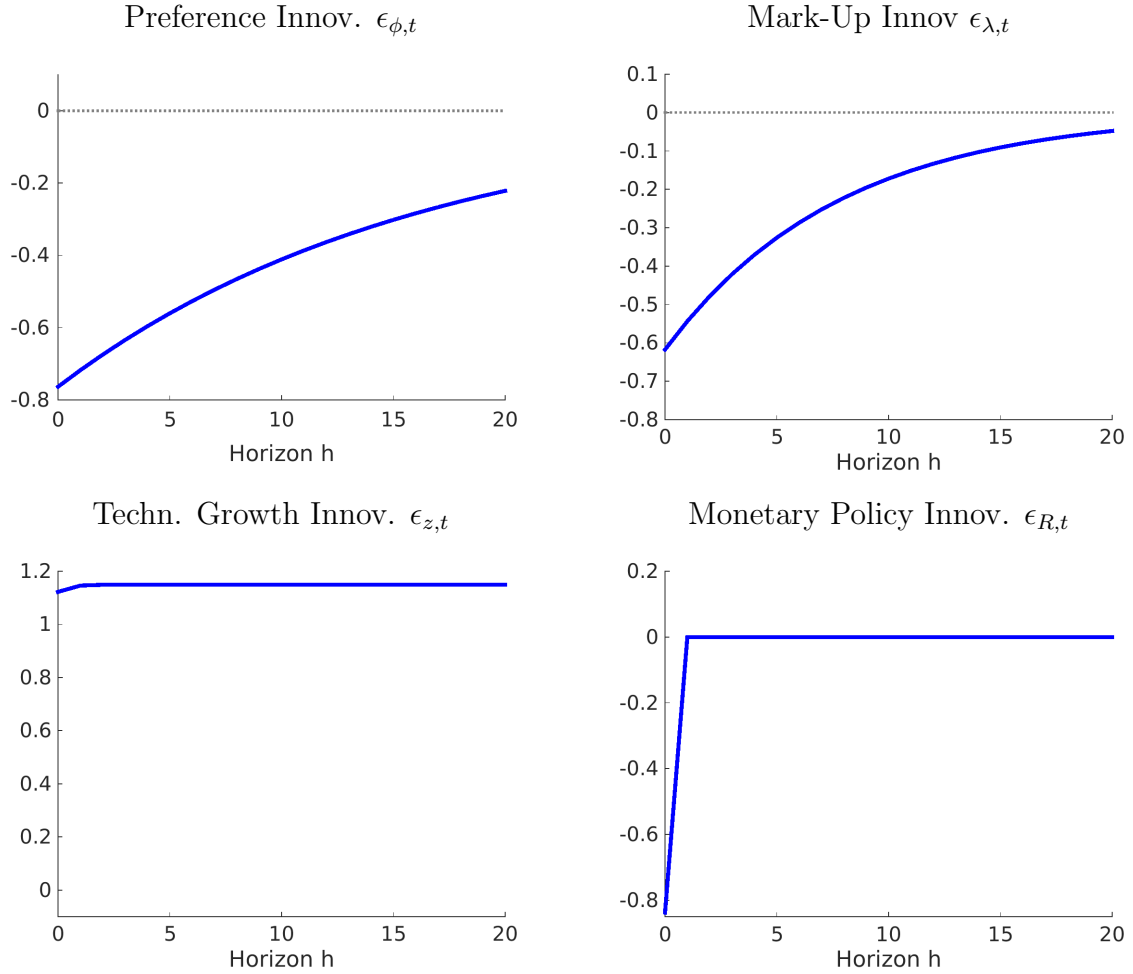 Preference Innov. ϵϕ,t
0
-0.2
-0.4
-0.6
-0.8
0 5 10 15 20
Horizon h
Mark-Up Innov ϵλ,t
0.1
0
-0.1
-0.2
-0.3
-0.4
-0.5
-0.6
-0.7
-0.8
0 5 10 15 20
Horizon h
Techn. Growth Innov. ϵz,t
1.2
1
0.8
0.6
0.4
0.2
0
0 5 10 15 20
Horizon h
Monetary Policy Innov. ϵR,t
0.2
0
-0.2
-0.4
-0.6
-0.8
0 5 10 15 20
Horizon h